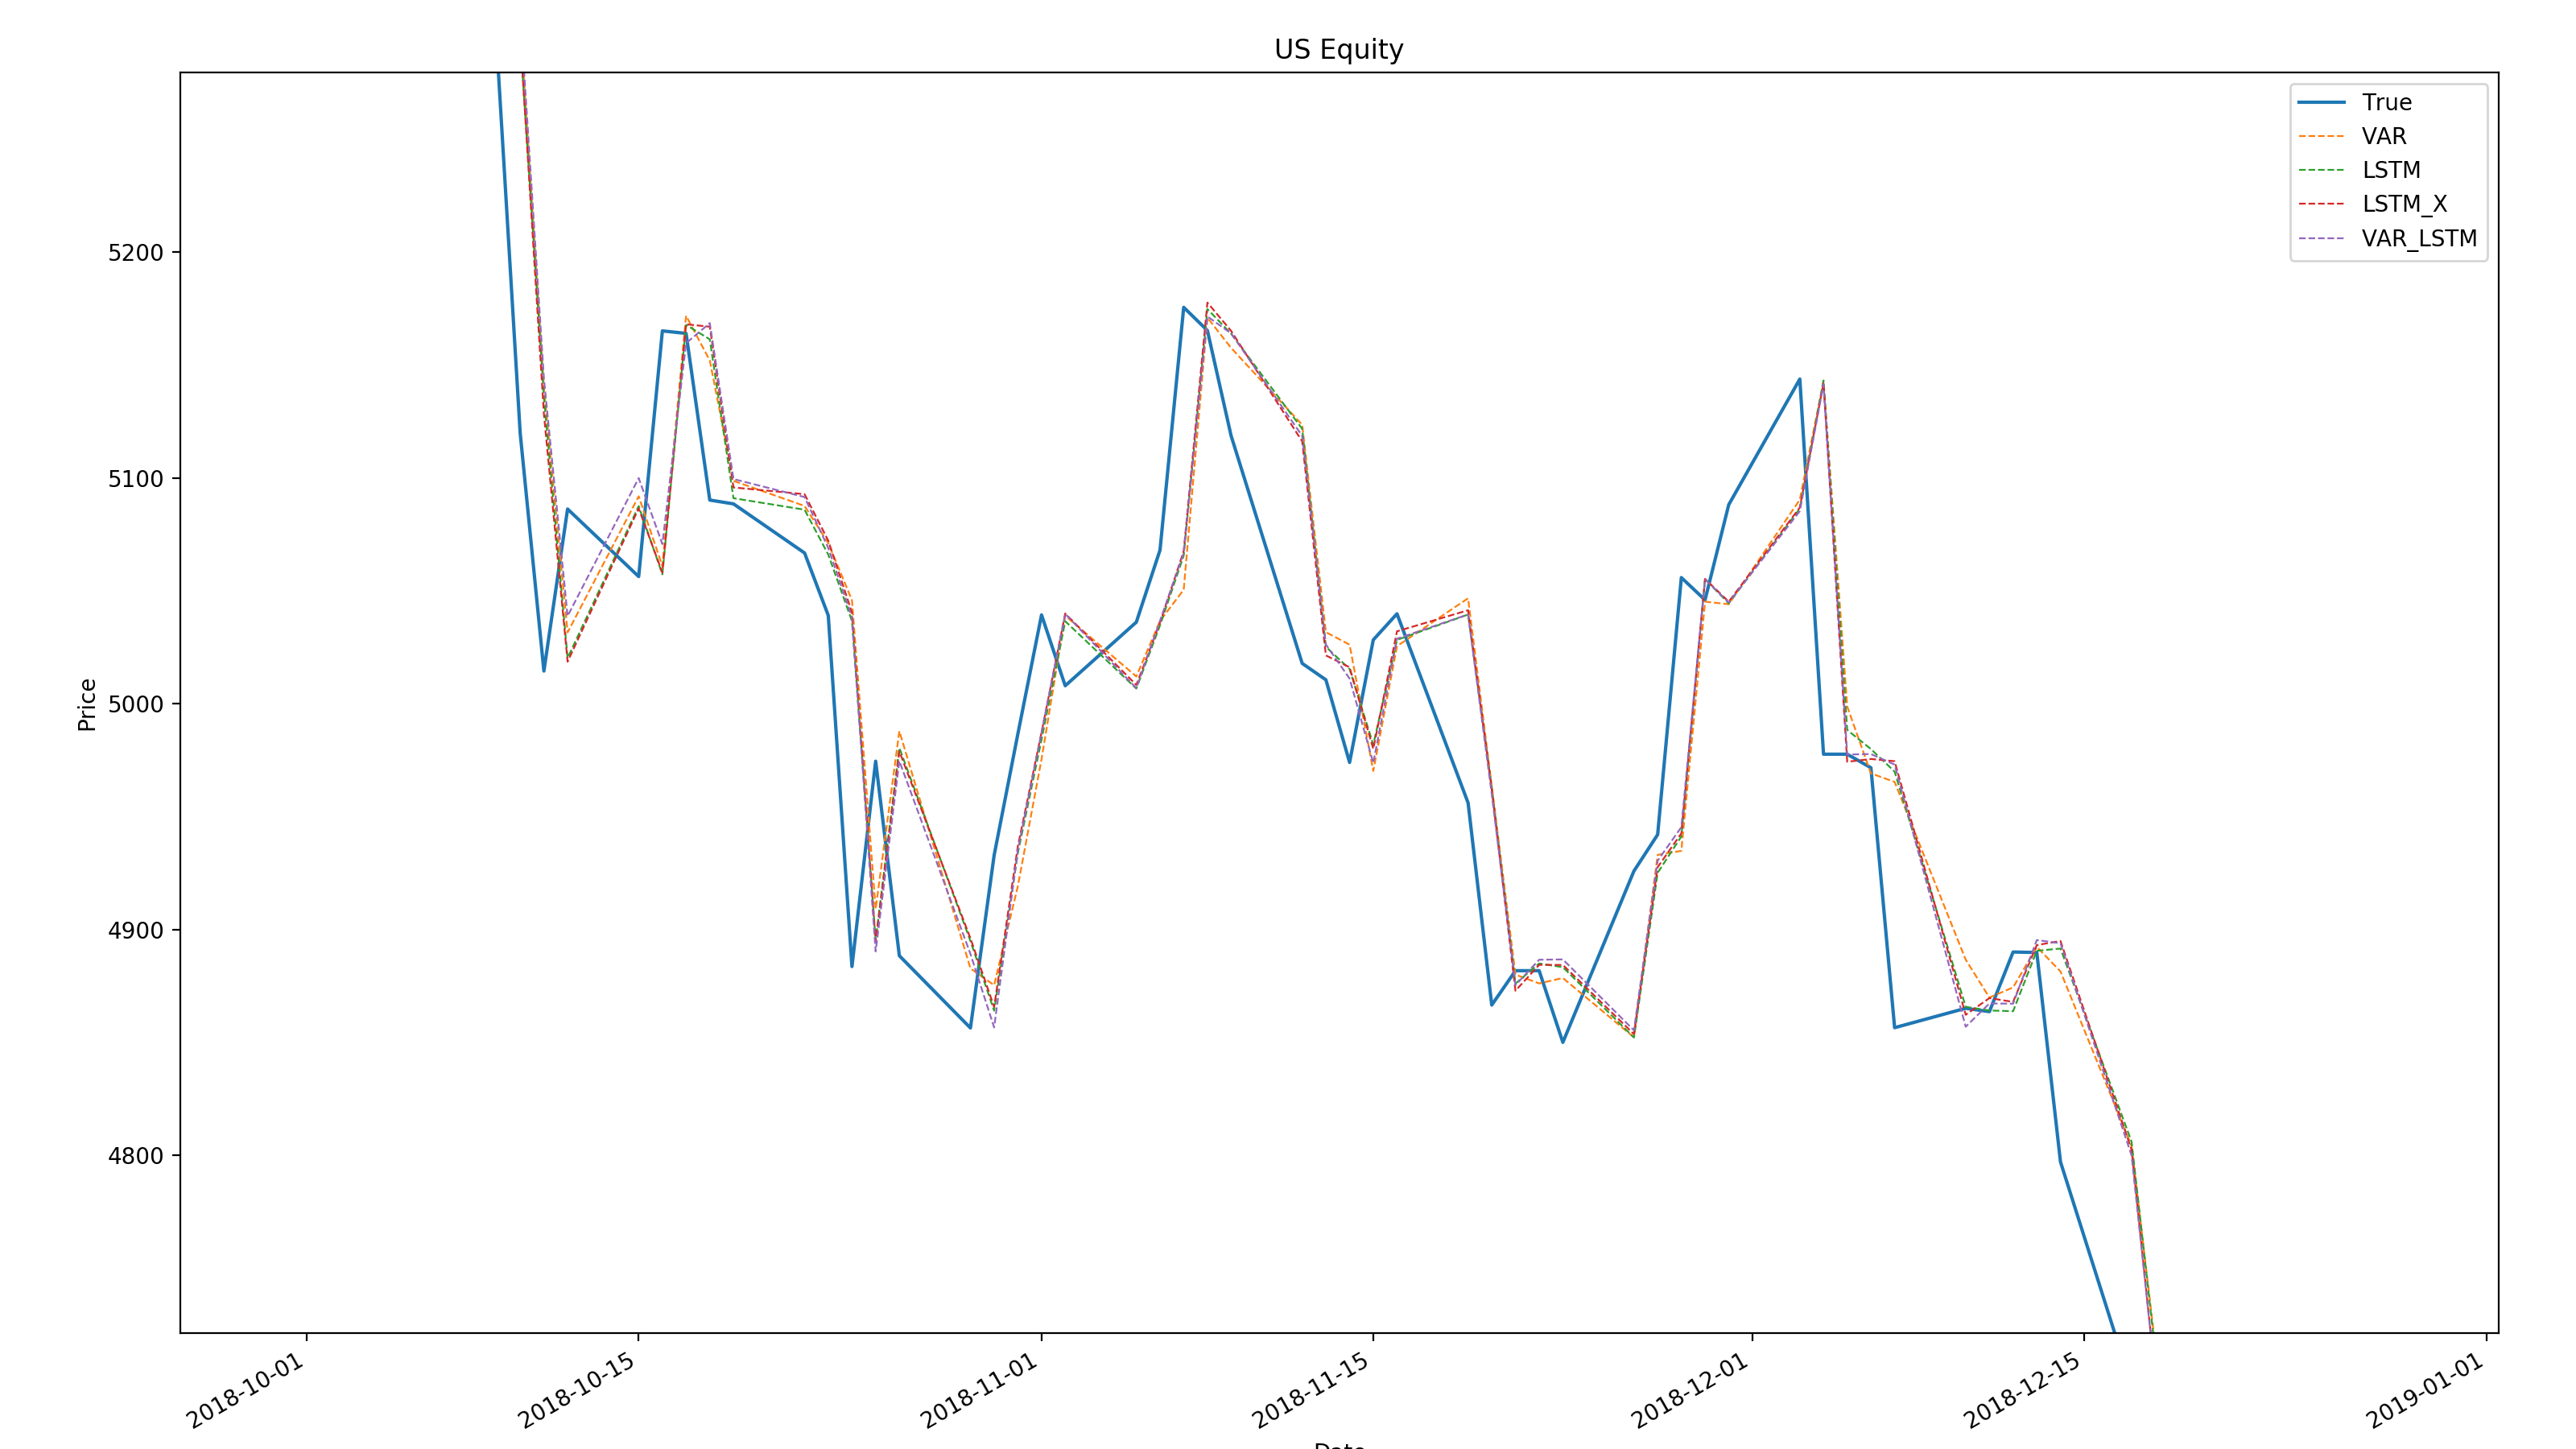 US Equity
True
VAR
LSTM
LSTM_X
VAR_LSTM
5200
5100
5000
4900
4800
Price
2018-10-01
2018-10-15
2018-11-01
2018-11-15
2018-12-01
2018-12-15
2019-01-01
Date